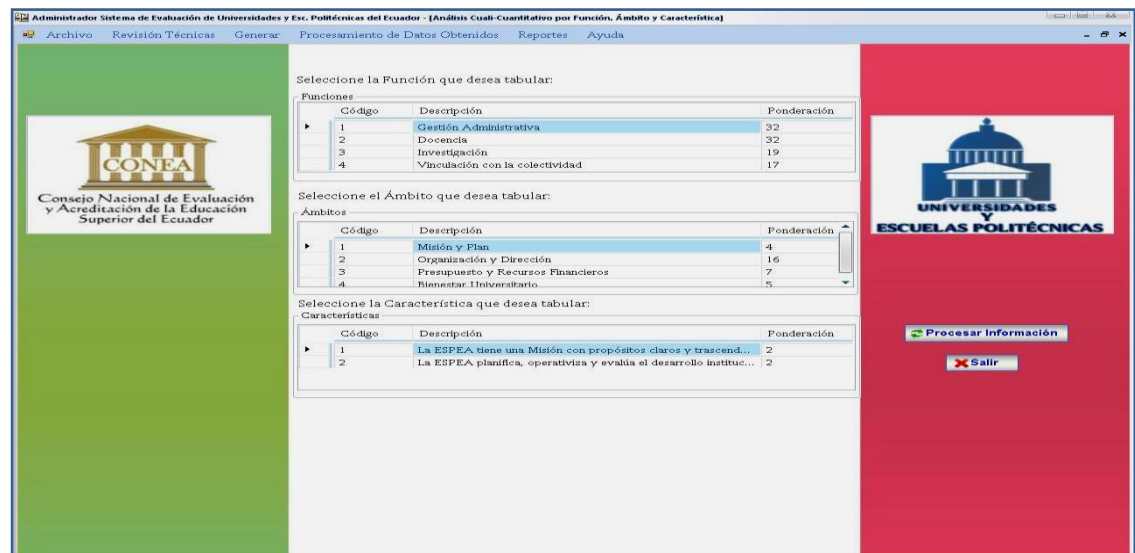 Administrador Sistema de Evaluación de Universidades y Esc. Politécnicas del Ecuador - [Análisis Cuali-Cuantitativo por Función, Ámbito y Característica]
Archivo Revisión Técnicas Generar Procesamiento de Datos Obtenidos Reportes Ayuda
Seleccione la Función que desea tabular:
Funciones
Código Descripción Ponderación
1 Gestión Administrativa 32
2 Docencia 32
3 Investigación 19
4 Vinculación con la colectividad 17
CONEA
Consejo Nacional de Evaluación
y Acreditación de la Educación
Superior del Ecuador
Seleccione el Ámbito que desea tabular:
Ámbitos
Código Descripción Ponderación
1 Misión y Plan 4
2 Organización y Dirección 16
3 Presupuesto y Recursos Financieros 7
4 Bienestar Universitario 5
UNIVERSIDADES
Y
ESCUELAS POLITÉCNICAS
Seleccione la Característica que desea tabular:
Características
Código Descripción Ponderación
1 La ESPEA tiene una Misión con propósitos claros y trascend... 2
2 La ESPEA planifica, operativiza y evalúa el desarrollo instituc... 2
Procesar Información
Salir